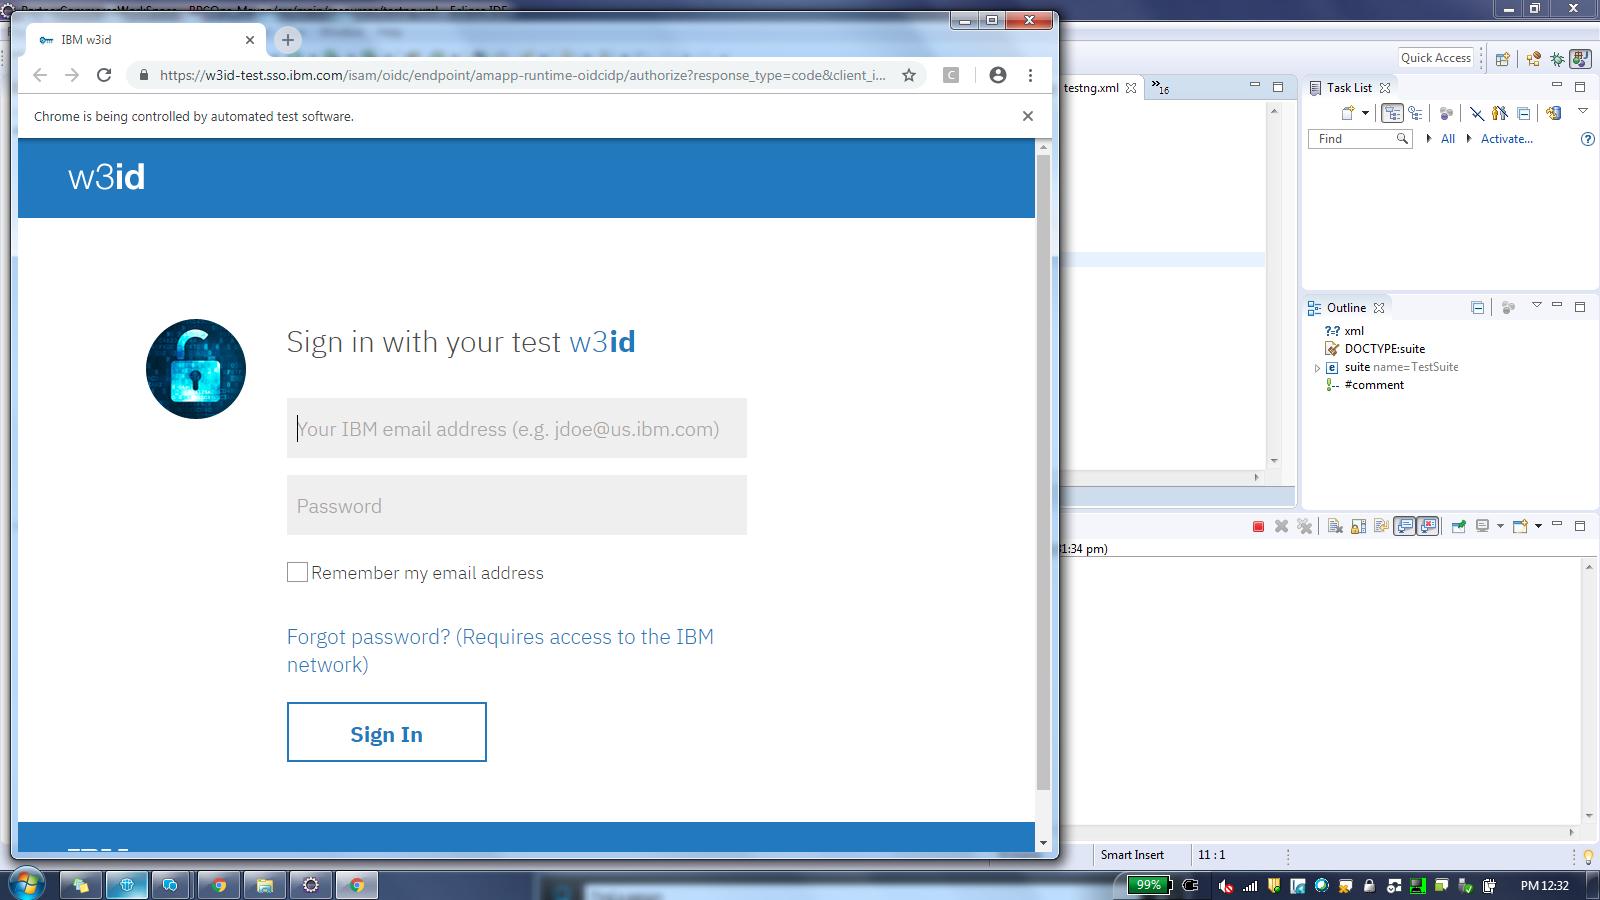 IBM w3id
https://w3id-test.sso.ibm.com/isam/oidc/endpoint/amapp-runtime-oidcidp/authorize?response_type=code&client_i...
C
Chrome is being controlled by automated test software.
w3id
Sign in with your test w3id
Your IBM email address (e.g. jdoe@us.ibm.com)
Password
Remember my email address
Forgot password? (Requires access to the IBM
network)
Sign In
Quick Access
testng.xml
»16
Task List
Find
All
Activate...
Outline
xml
DOCTYPE:suite
suite name=TestSuite
#comment
31:34 pm)
Smart Insert
11 : 1
99%
PM 12:32